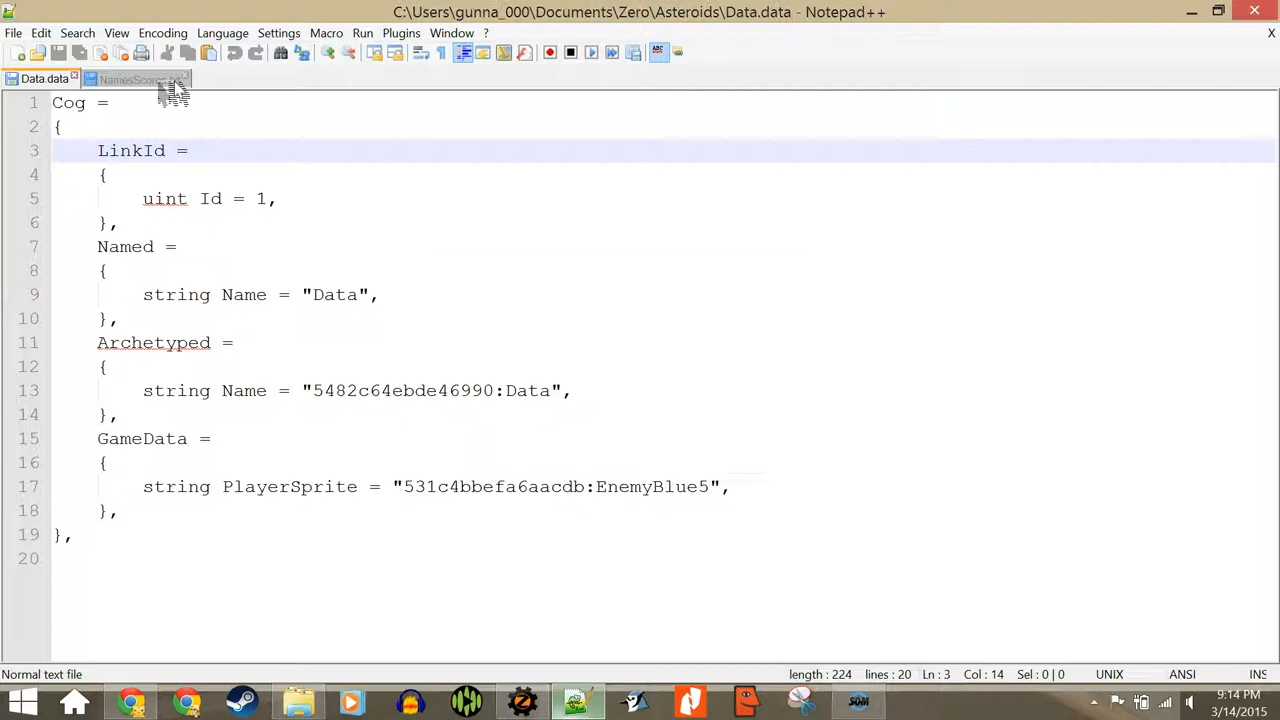 C:\Users\gunna_000\Documents\Zero\Asteroids\Data.data - Notepad++
File Edit Search View Encoding Language Settings Macro Run Plugins Window ? X
Data.data NamesScores.txt
1 Cog =
2 {
3 LinkId =
4 {
5 uint Id = 1,
6 },
7 Named =
8 {
9 string Name = "Data",
10 },
11 Archetyped =
12 {
13 string Name = "5482c64ebde46990:Data",
14 },
15 GameData =
16 {
17 string PlayerSprite = "531c4bbefa6aacdb:EnemyBlue5",
18 },
19 },
20
Normal text file length : 224 lines : 20 Ln : 3 Col : 14 Sel : 0 | 0 UNIX ANSI INS
SOM
9:14 PM
3/14/2015